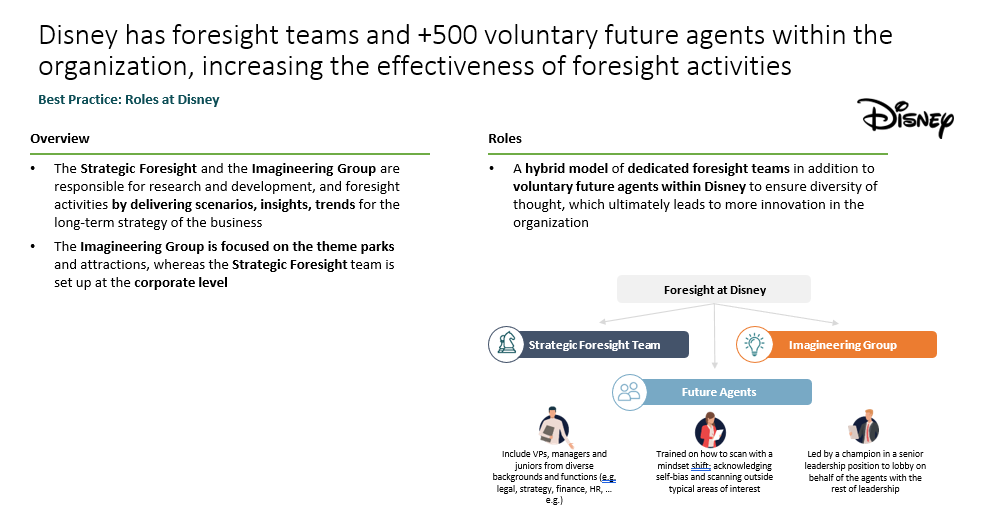 Disney has foresight teams and +500 voluntary future agents within the
organization, increasing the effectiveness of foresight activities
Best Practice: Roles at Disney
Disney
Overview
• The Strategic Foresight and the Imagineering Group are
responsible for research and development, and foresight
activities by delivering scenarios, insights, trends for the
long-term strategy of the business
• The Imagineering Group is focused on the theme parks
and attractions, whereas the Strategic Foresight team is
set up at the corporate level
Roles
• A hybrid model of dedicated foresight teams in addition to
voluntary future agents within Disney to ensure diversity of
thought, which ultimately leads to more innovation in the
organization
Foresight at Disney
Strategic Foresight Team
Imagineering Group
Future Agents
Include VPs, managers and
juniors from diverse
backgrounds and functions (e.g.
legal, strategy, finance, HR, ...
e.g.)
Trained on how to scan with a
mindset shift; acknowledging
self-bias and scanning outside
typical areas of interest
Led by a champion in a senior
leadership position to lobby on
behalf of the agents with the
rest of leadership